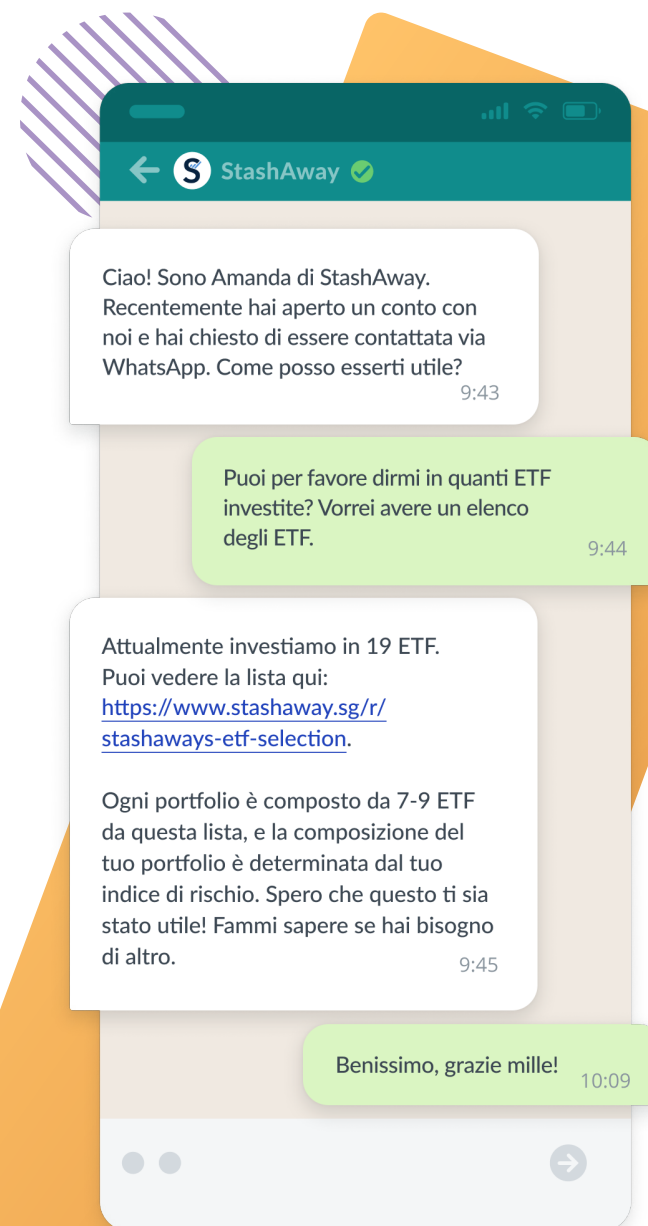 S StashAway
Ciao! Sono Amanda di StashAway.
Recentemente hai aperto un conto con
noi e hai chiesto di essere contattata via
WhatsApp. Come posso esserti utile?
9:43
Puoi per favore dirmi in quanti ETF
investite? Vorrei avere un elenco
degli ETF.
9:44
Attualmente investiamo in 19 ETF.
Puoi vedere la lista qui:
https://www.stashaway.sg/r/
stashaways-etf-selection.
Ogni portfolio è composto da 7-9 ETF
da questa lista, e la composizione del
tuo portfolio è determinata dal tuo
indice di rischio. Spero che questo ti sia
stato utile! Fammi sapere se hai bisogno
di altro.
9:45
Benissimo, grazie mille!
10:09